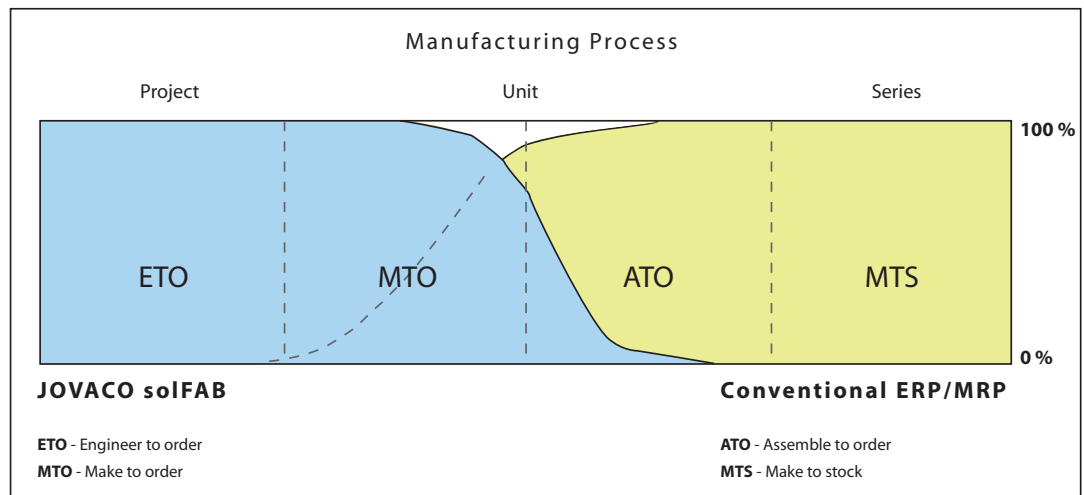 Manufacturing Process
Project Unit Series
100 %
ETO MTO ATO MTS
0 %
JOVACO solFAB Conventional ERP/MRP
ETO - Engineer to order ATO - Assemble to order
MTO - Make to order MTS - Make to stock